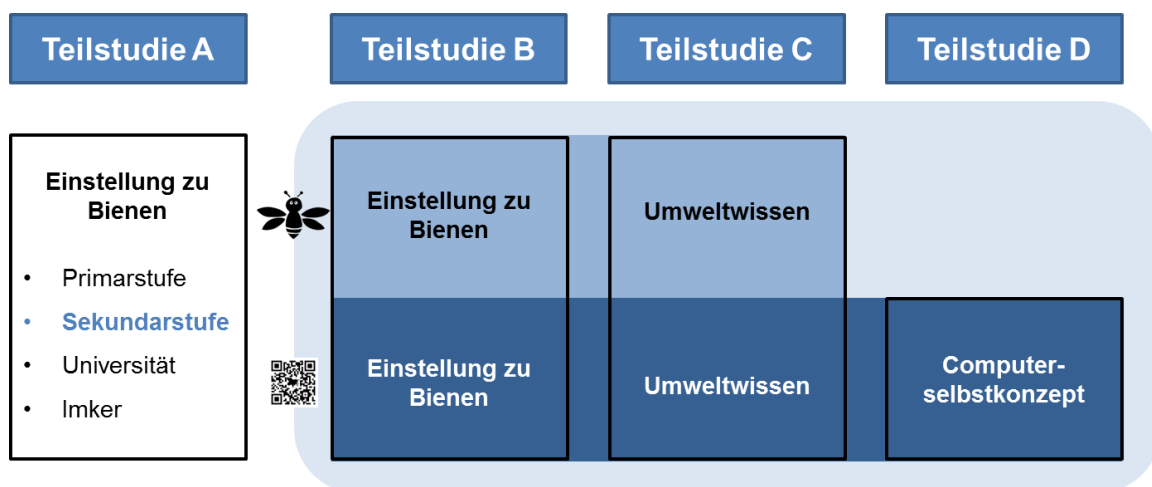 Teilstudie A
Teilstudie B
Teilstudie C
Teilstudie D
Einstellung zu
Bienen
• Primarstufe
• Sekundarstufe
• Universität
• Imker
Einstellung zu
Bienen
Umweltwissen
Einstellung zu
Bienen
Umweltwissen
Computer-
selbstkonzept